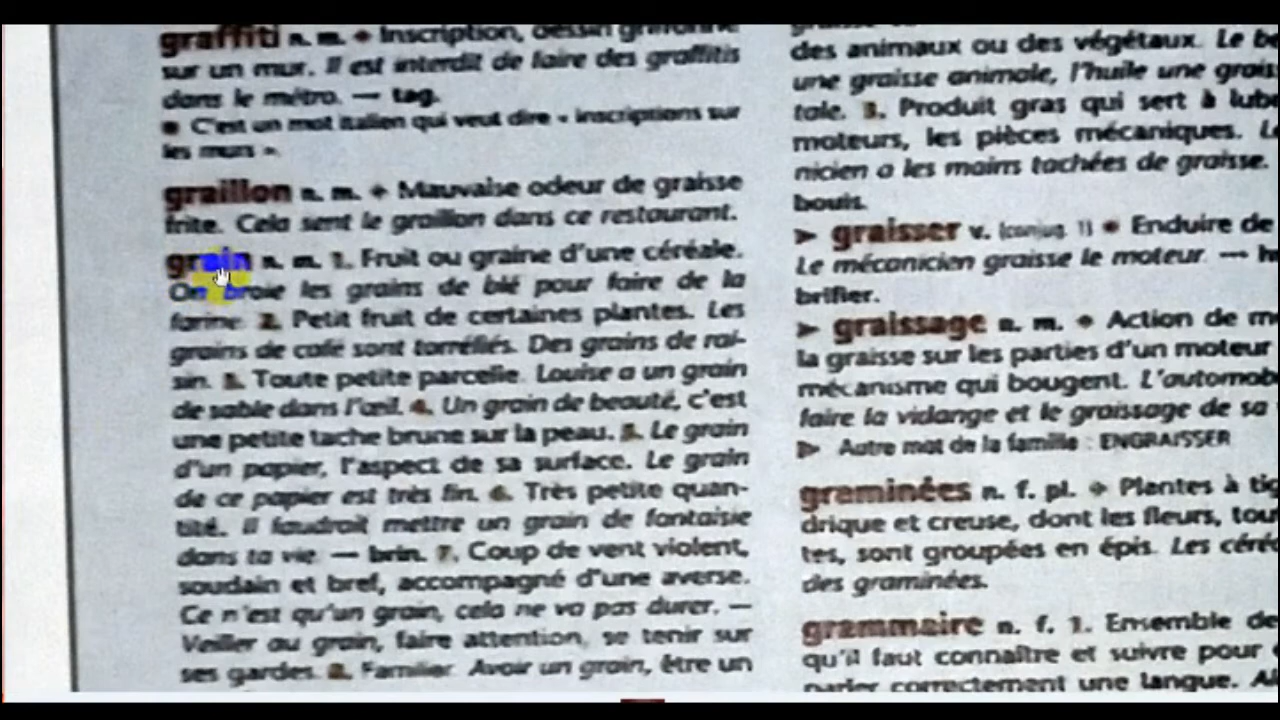 graffiti n. m. ◆ Inscription, dessin griffonné
sur un mur. Il est interdit de faire des graffitis
dans le métro. — tag.
■ C'est un mot italien qui veut dire « inscriptions sur
les murs ».
graillon n. m. ◆ Mauvaise odeur de graisse
frite. Cela sent le graillon dans ce restaurant.
grain n. m. 1. Fruit ou graine d'une céréale.
On broie les grains de blé pour faire de la
farine. 2. Petit fruit de certaines plantes. Les
grains de café sont torréfiés. Des grains de rai-
sin. 3. Toute petite parcelle. Louise a un grain
de sable dans l'œil. 4. Un grain de beauté, c'est
une petite tache brune sur la peau. 5. Le grain
d'un papier, l'aspect de sa surface. Le grain
de ce papier est très fin. 6. Très petite quan-
tité. Il faudrait mettre un grain de fantaisie
dans ta vie. — brin. 7. Coup de vent violent,
soudain et bref, accompagné d'une averse.
Ce n'est qu'un grain, cela ne va pas durer. —
Veiller au grain, faire attention, se tenir sur
ses gardes. 8. Familier. Avoir un grain, être un
des animaux ou des végétaux. Le be
une graisse animale, l'huile une grais
tale. 3. Produit gras qui sert à lub
moteurs, les pièces mécaniques. L
nicien a les mains tachées de graisse.
bouis.
➤ graisser v. [conjug. 1] ◆ Enduire de
Le mécanicien graisse le moteur. — 
brifier.
➤ graissage n. m. ◆ Action de m
la graisse sur les parties d'un moteur
mécanisme qui bougent. L'automob
faire la vidange et le graissage de sa
▷ Autre mot de la famille : ENGRAISSER
graminées n. f. pl. ◆ Plantes à tig
drique et creuse, dont les fleurs, tou
tes, sont groupées en épis. Les céré
des graminées.
grammaire n. f. 1. Ensemble de
qu'il faut connaître et suivre pour
parler correctement une langue. Al